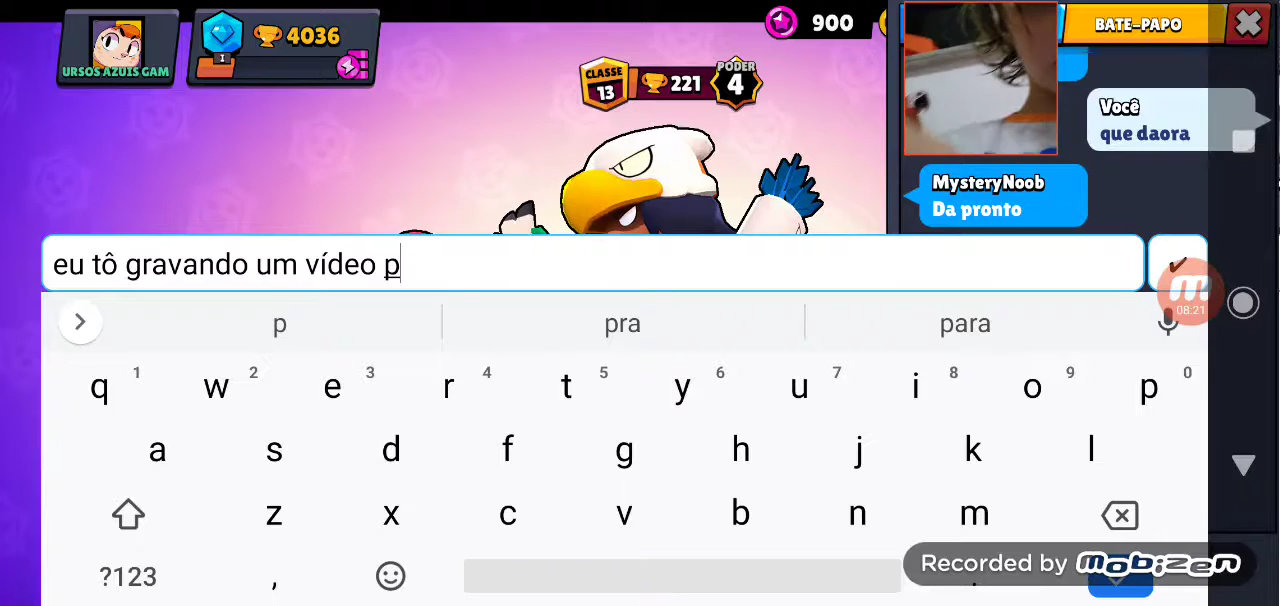 URSOS AZUIS GAM
I
4036
900
CLASSE
13
221
PODER
4
BATE-PAPO
Você
que daora
MysteryNoob
Da pronto
eu tô gravando um vídeo p
08:21
p pra para
q 1 w 2 e 3 r 4 t 5 y 6 u 7 i 8 o 9 p 0
a s d f g h j k l
z x c v b n m
?123 , .
Recorded by mobizen